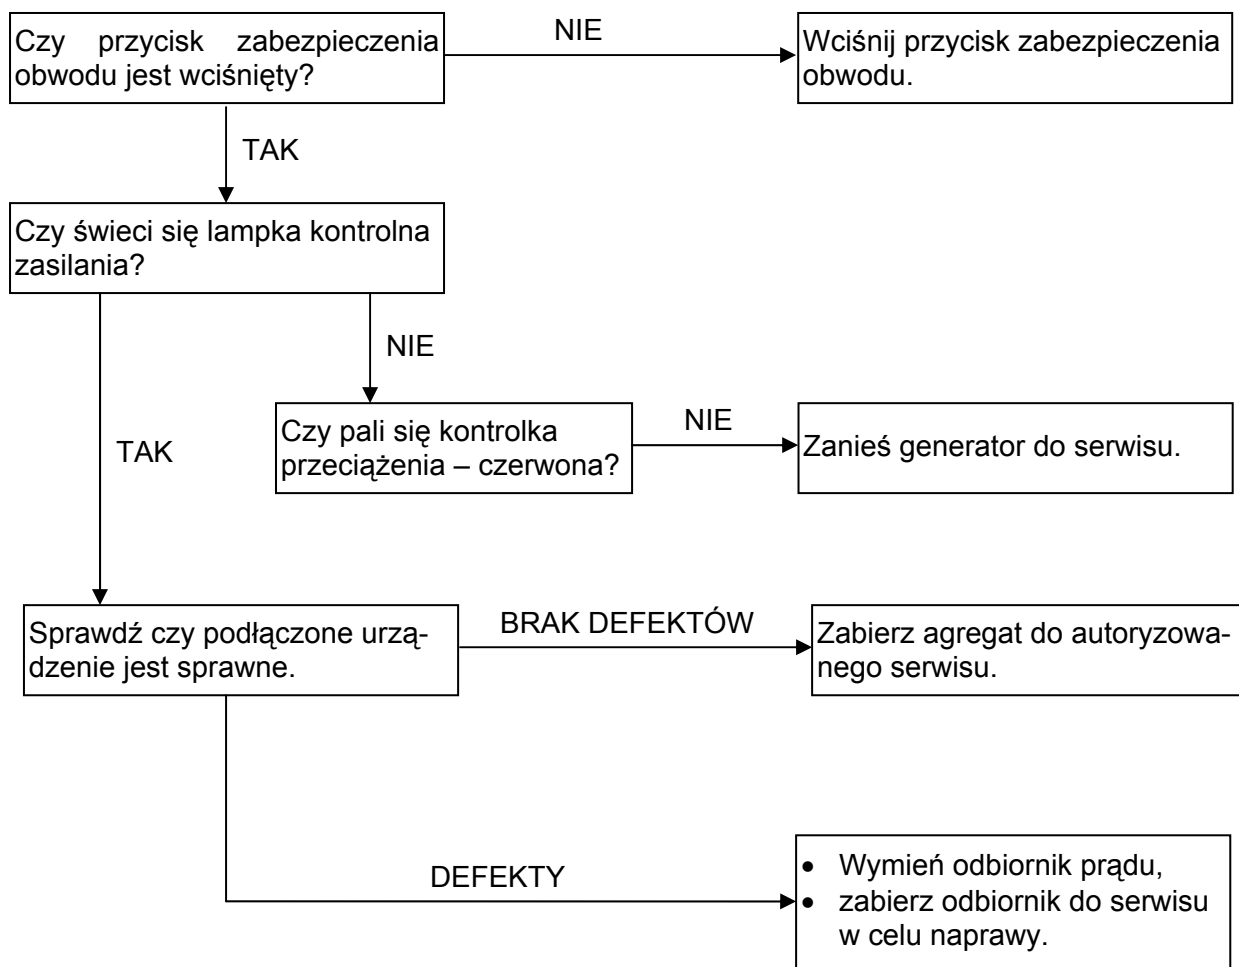 Czy przycisk zabezpieczenia
obwodu jest wciśnięty?
NIE
Wciśnij przycisk zabezpieczenia
obwodu.
TAK
Czy świeci się lampka kontrolna
zasilania?
NIE
TAK
Czy pali się kontrolka
przeciążenia – czerwona?
NIE
Zanieś generator do serwisu.
Sprawdź czy podłączone urzą-
dzenie jest sprawne.
BRAK DEFEKTÓW
Zabierz agregat do autoryzowa-
nego serwisu.
DEFEKTY
• Wymień odbiornik prądu,
• zabierz odbiornik do serwisu
w celu naprawy.